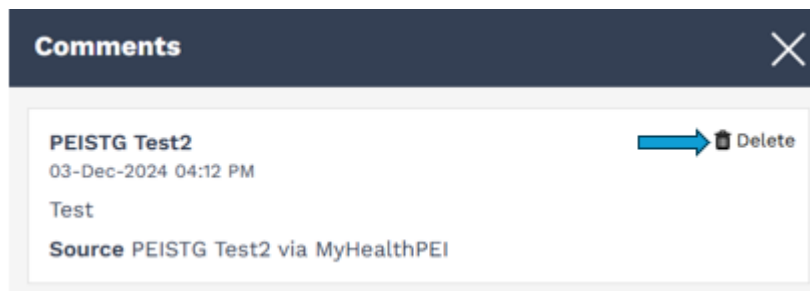 Comments
PEISTG Test2
Delete
03-Dec-2024 04:12 PM
Test
Source PEISTG Test2 via MyHealthPEI